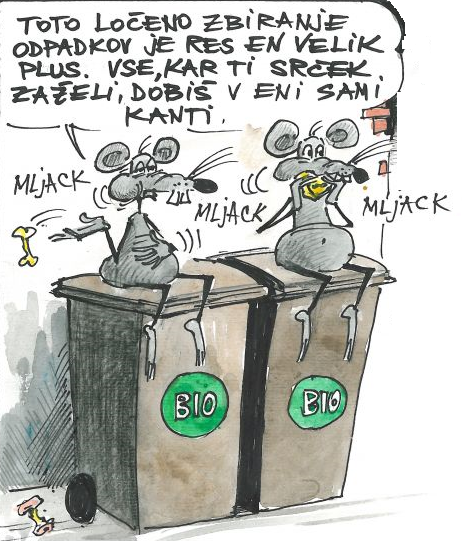 TOTO LOČENO ZBIRANJE
ODPADKOV JE RES EN VELIK
PLUS. VSE, KAR TI SRČEK
ZAŽELI, DOBIŠ V ENI SAMI
KANTI.
MLJACK
MLJACK
MLJACK
BIO
BIO